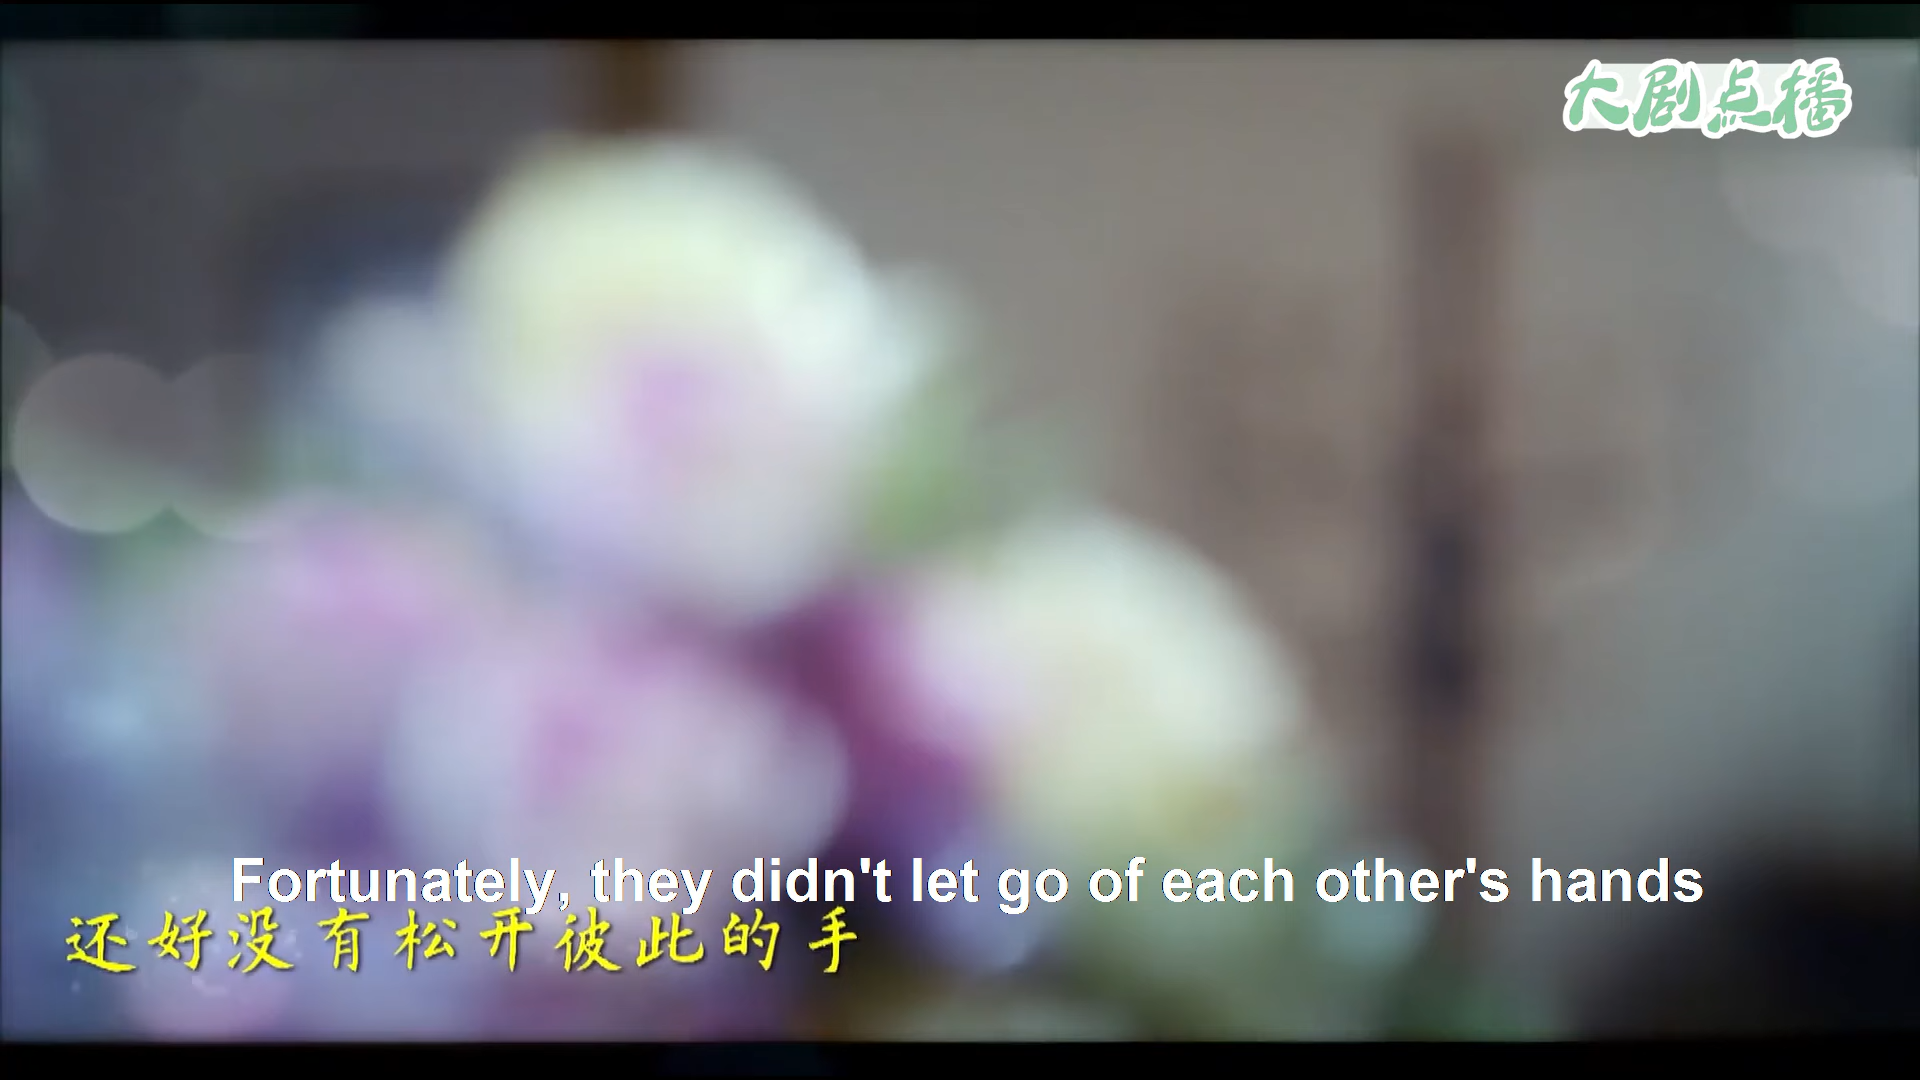 大剧点播
Fortunately, they didn't let go of each other's hands
还好没有松开彼此的手